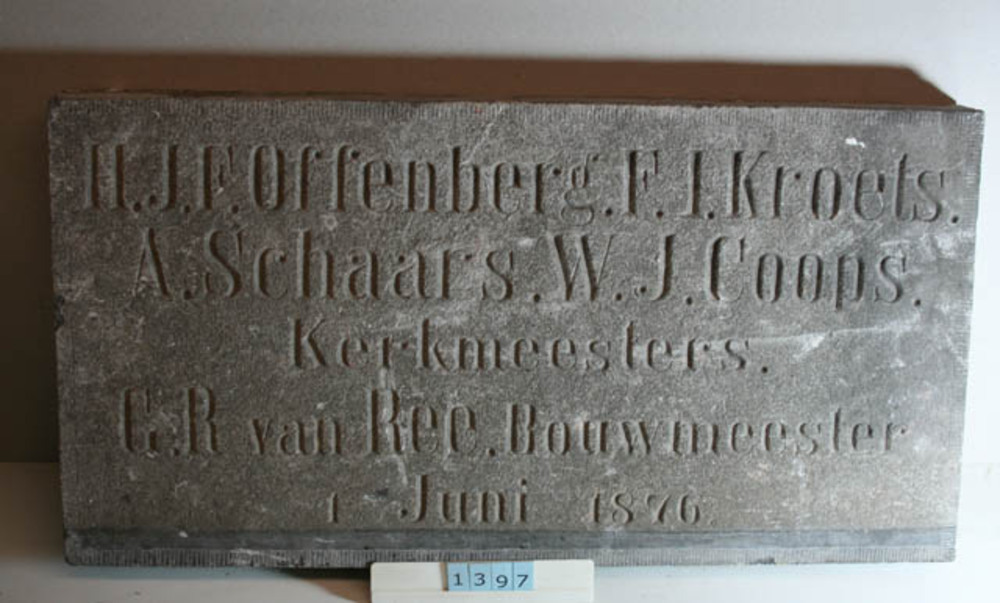 H.J.F.Offenberg.F.I.Kroets.
A.Schaars.W.J.Coops.
Kerkmeesters.
G.R van Ree.Bouwmeester
1 Juni 1876
1397